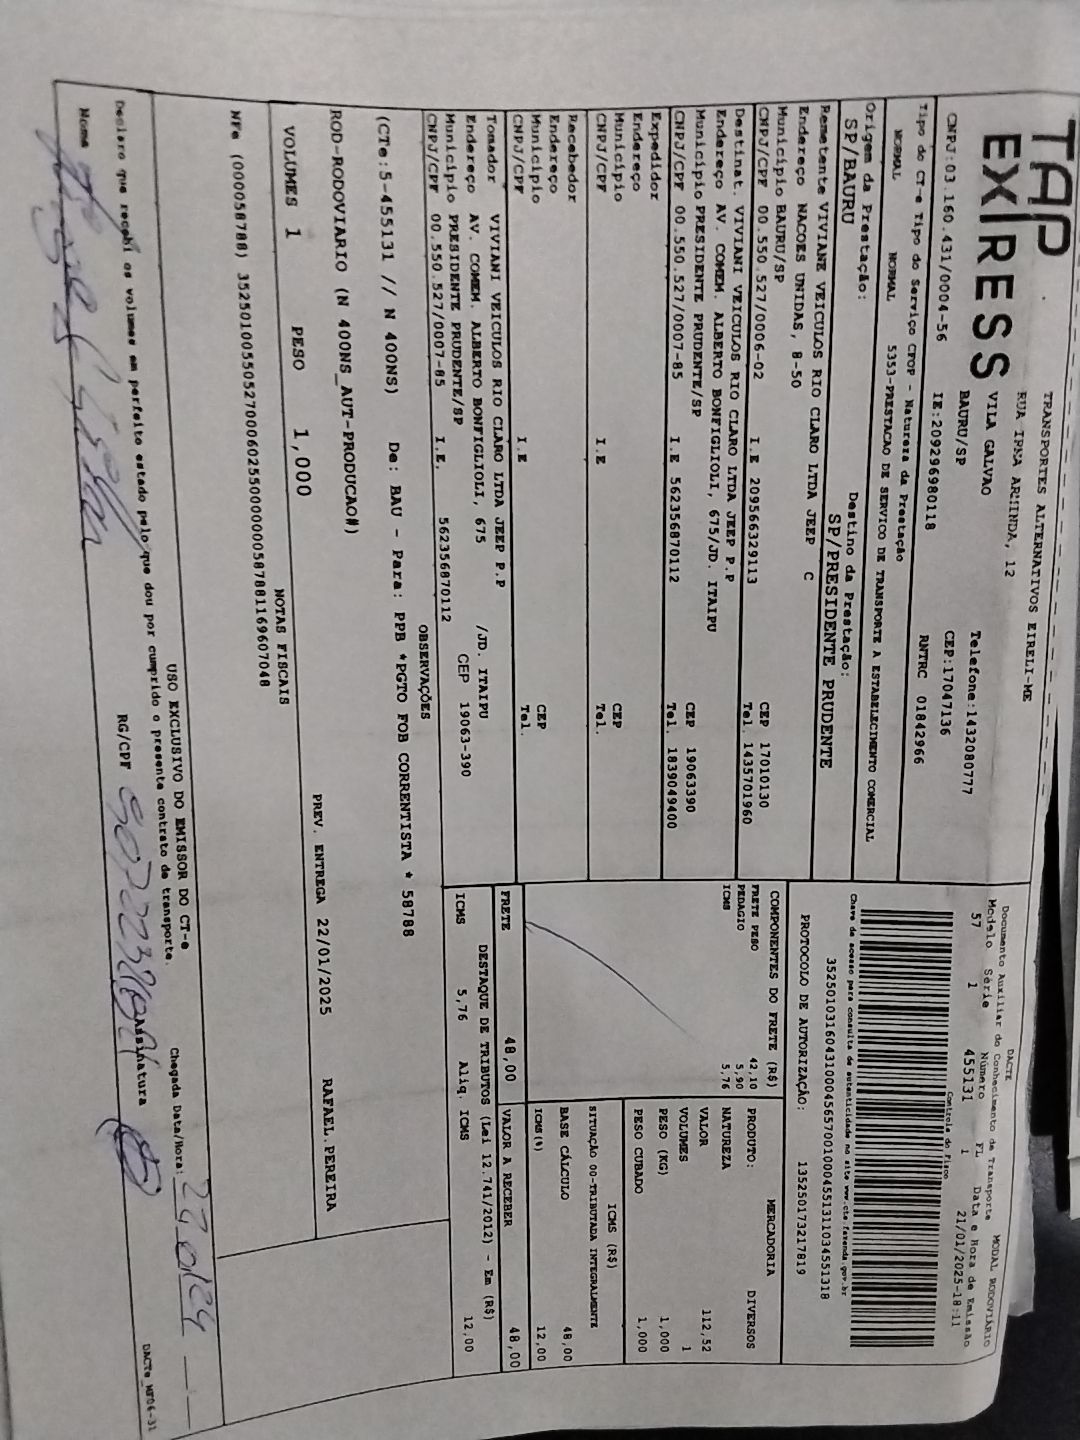 TAP
EXPRESS
TRANSPORTES ALTERNATIVOS EIRELI-ME
RUA IRMA ARMINDA, 12
VILA GALVAO
BAURU/SP
Telefone:1432080777
CEP:17047136
CNPJ:03.160.431/0004-56 IE:209296980118 RNTRC 01842966
Tipo do CT-e Tipo do Serviço CFOP - Natureza da Prestação
NORMAL NORMAL 5353-PRESTACAO DE SERVICO DE TRANSPORTE A ESTABELECIMENTO COMERCIAL
Origem da Prestação: Destino da Prestação:
SP/BAURU SP/PRESIDENTE PRUDENTE
DACTE MODAL RODOVIÁRIO
Documento Auxiliar do Conhecimento de Transporte
Modelo Série Número FL Data e Hora de Emissão
57 1 455131 1 21/01/2025-18:11
Controle do Fisco
Chave de acesso para consulta de autenticidade no site www.cte.fazenda.gov.br
PROTOCOLO DE AUTORIZAÇÃO: 135250173217819
Remetente VIVIANE VEICULOS RIO CLARO LTDA JEEP C
Endereço NACOES UNIDAS, 8-50
Município BAURU/SP CEP 17010130
CNPJ/CPF 00.550.527/0006-02 I.E 209566329113 Tel. 1435701960
Destinat. VIVIANI VEICULOS RIO CLARO LTDA JEEP P.P
Endereço AV. COMEM. ALBERTO BONFIGLIOLI, 675/JD. ITAIPU
Município PRESIDENTE PRUDENTE/SP CEP 19063390
CNPJ/CPF 00.550.527/0007-85 I.E 562356870112 Tel. 1839049400
Expedidor
Endereço
Município CEP
CNPJ/CPF I.E Tel.
Recebedor
Endereço
Município CEP
CNPJ/CPF I.E Tel.
Tomador VIVIANI VEICULOS RIO CLARO LTDA JEEP P.P
Endereço AV. COMEM. ALBERTO BONFIGLIOLI, 675 /JD. ITAIPU
Município PRESIDENTE PRUDENTE/SP CEP 19063-390
CNPJ/CPF 00.550.527/0007-85 I.E. 562356870112
COMPONENTES DO FRETE (R$)
FRETE PESO 42,10
PEDAGIO 5,90
ICMS 5,76
MERCADORIA
PRODUTO: DIVERSOS
NATUREZA
VALOR 112,52
VOLUMES 1
PESO (KG) 1,000
PESO CUBADO 1,000
ICMS (R$)
SITUAÇÃO 00-TRIBUTADA INTEGRALMENTE
BASE CÁLCULO 48,00
ICMS (%) 12,00
FRETE 48,00 VALOR A RECEBER 48,00
DESTAQUE DE TRIBUTOS (Lei 12.741/2012) - Em (R$)
ICMS 5,76 Aliq. ICMS 12,00
OBSERVAÇÕES
(CTe:5-455131 // N 400NS) De: BAU - Para: PPB *PGTO FOB CORRENTISTA * 58788
ROD-RODOVIARIO (N 400NS_AUT-PRODUCAO#)
PREV. ENTREGA 22/01/2025 RAFAEL.PEREIRA
VOLUMES 1 PESO 1,000
NOTAS FISCAIS
NFe (000058788)
USO EXCLUSIVO DO EMISSOR DO CT-e
Declaro que recebi os volumes em perfeito estado pelo que dou por cumprido o presente contrato de transporte.
Chegada Data/Hora:
Nome RG/CPF Assinatura
DACTe_MF06-31